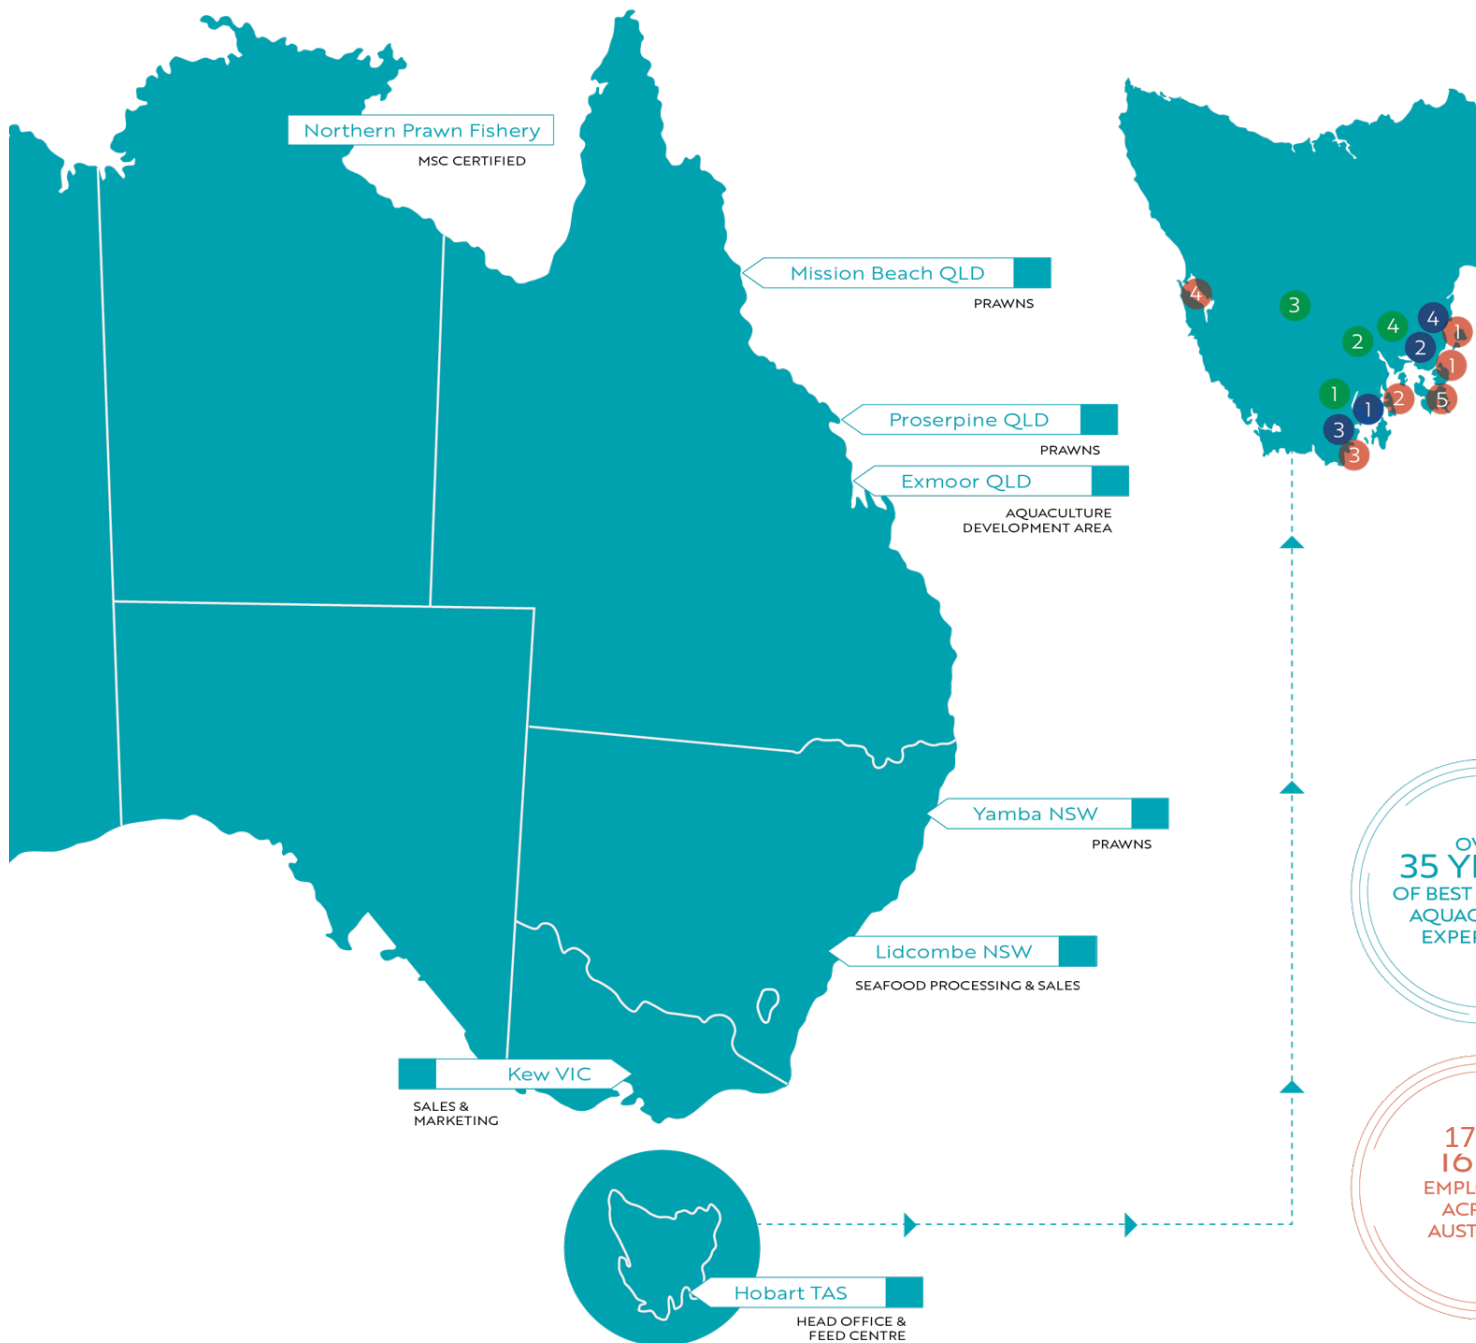 Northern Prawn Fishery
MSC CERTIFIED
Mission Beach QLD
PRAWNS
Proserpine QLD
PRAWNS
Exmoor QLD
AQUACULTURE
DEVELOPMENT AREA
Yamba NSW
PRAWNS
Lidcombe NSW
SEAFOOD PROCESSING & SALES
Kew VIC
SALES &
MARKETING
Hobart TAS
HEAD OFFICE &
FEED CENTRE
4
3
4
4
1
2
2
1
1
1
2
5
3
3
35
OF BEST
17
16